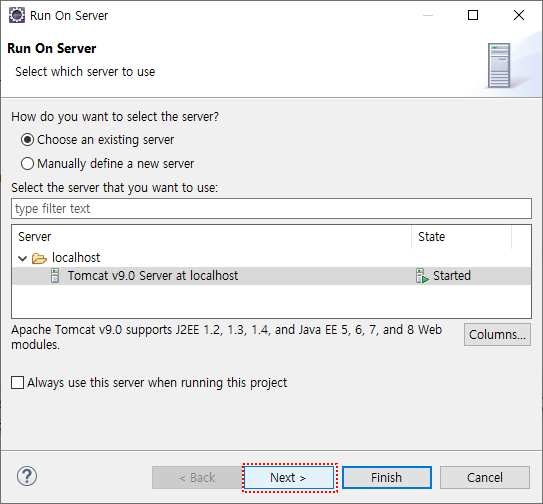 Run On Server
Run On Server
Select which server to use
How do you want to select the server?
Choose an existing server
Manually define a new server
Select the server that you want to use:
type filter text
Server State
localhost
Tomcat v9.0 Server at localhost Started
Apache Tomcat v9.0 supports J2EE 1.2, 1.3, 1.4, and Java EE 5, 6, 7, and 8 Web
modules.
Columns...
Always use this server when running this project
? < Back Next > Finish Cancel